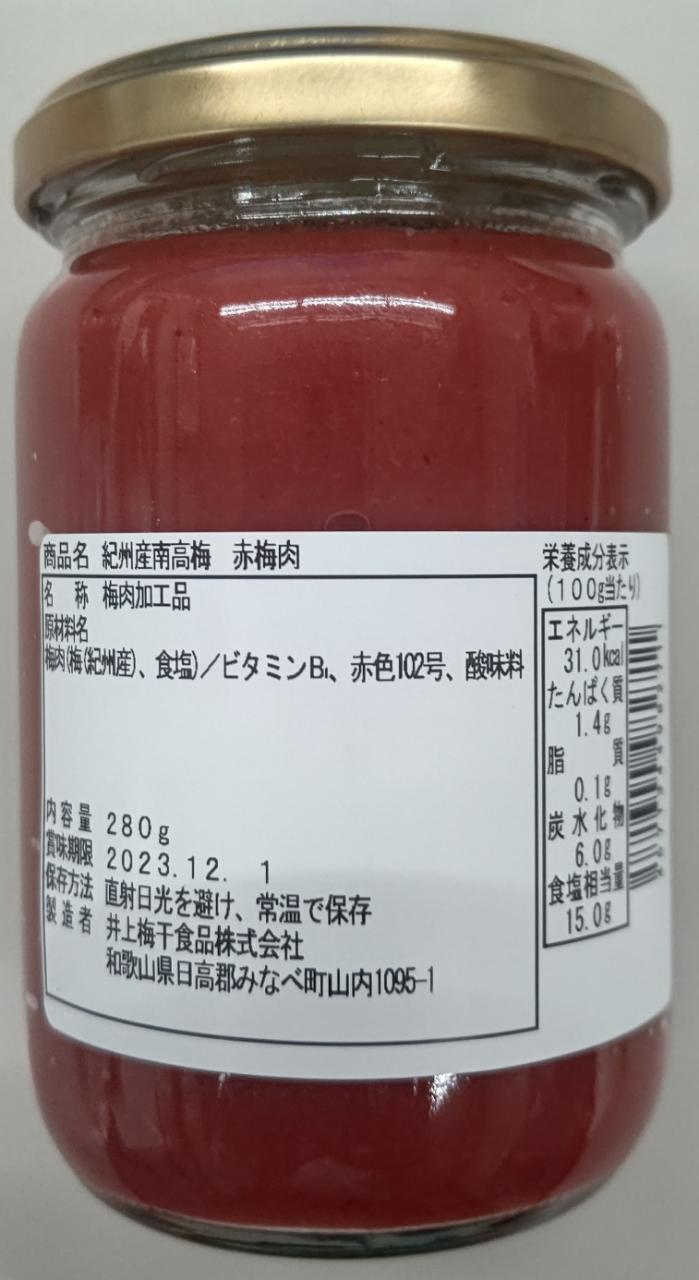 商品名 紀州産南高梅 赤梅肉
名 称 梅肉加工品
原材料名
梅肉(梅(紀州産)、食塩)/ビタミンB₁、赤色102号、酸味料
内容量 280g
賞味期限 2023.12. 1
保存方法 直射日光を避け、常温で保存
製造者 井上梅干食品株式会社
和歌山県日高郡みなべ町山内1095-1
栄養成分表示
(100g当たり)
エネルギー
31.0kcal
たんぱく質
1.4g
脂 質
0.1g
炭水化物
6.0g
食塩相当量
15.0g